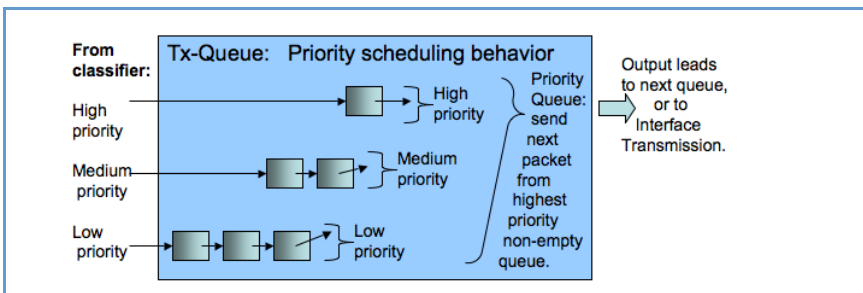 From
classifier:
Tx-Queue: Priority scheduling behavior
High
priority
High
priority
Medium
priority
Medium
priority
Low
priority
Low
priority
Priority
Queue:
send
next
packet
from
highest
priority
non-empty
queue.
Output leads
to next queue,
or to
Interface
Transmission.